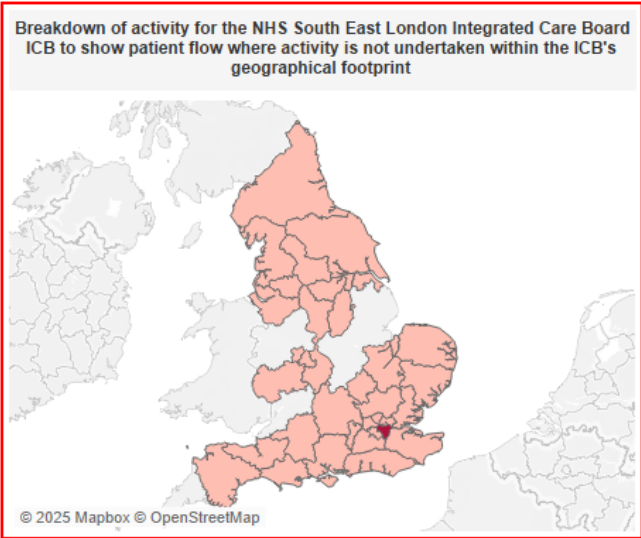 Breakdown of activity for the NHS South East London Integrated Care Board
ICB to show patient flow where activity is not undertaken within the ICB's
geographical footprint
© 2025 Mapbox © OpenStreetMap